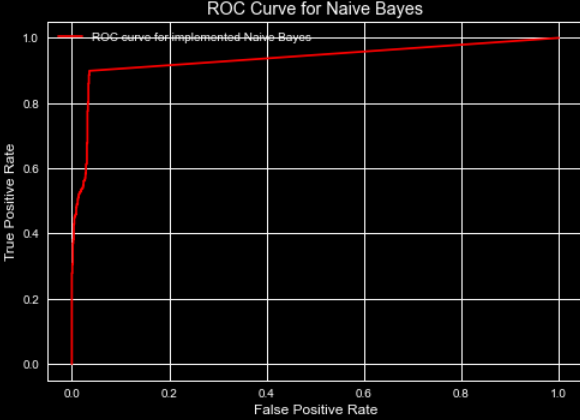 ROC Curve for Naive Bayes
ROC curve for implemented Naive Bayes
1.0
0.8
0.6
0.4
0.2
0.0
True Positive Rate
0.0 0.2 0.4 0.6 0.8 1.0
False Positive Rate